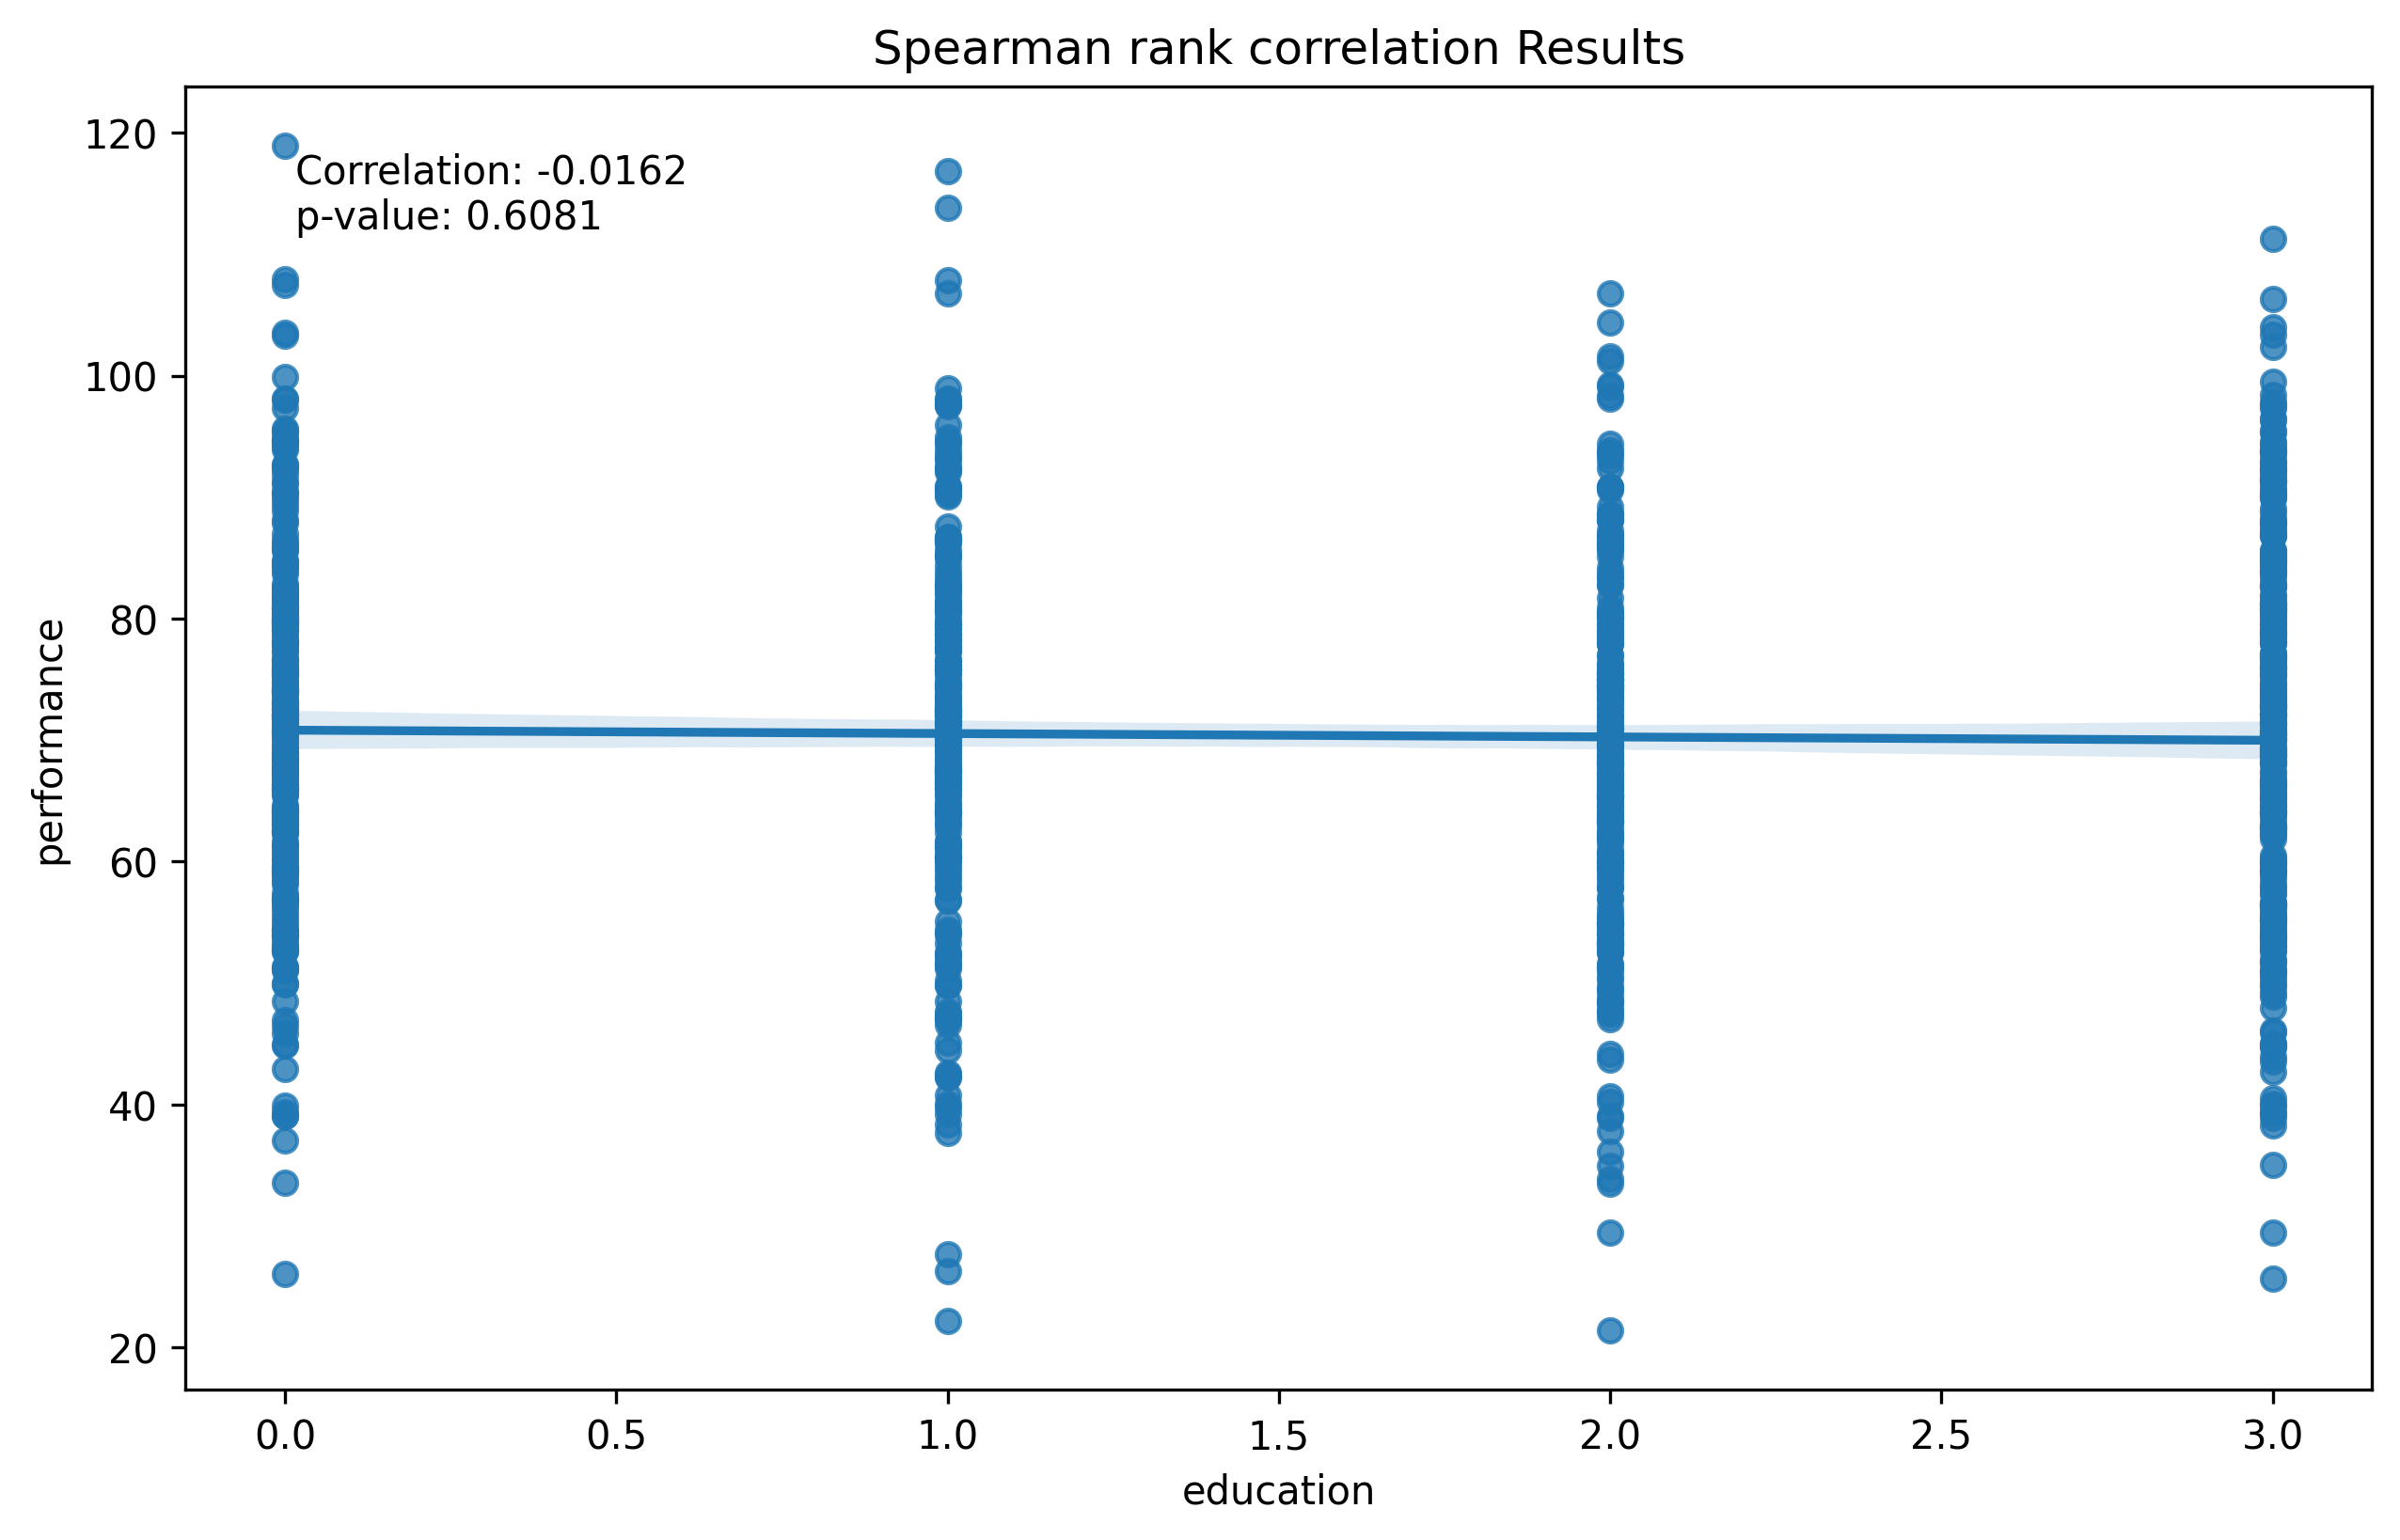 Spearman rank correlation Results
120
Correlation: -0.0162
p-value: 0.6081
100
80
performance
60
40
20
0.0 0.5 1.0 1.5 2.0 2.5 3.0
education